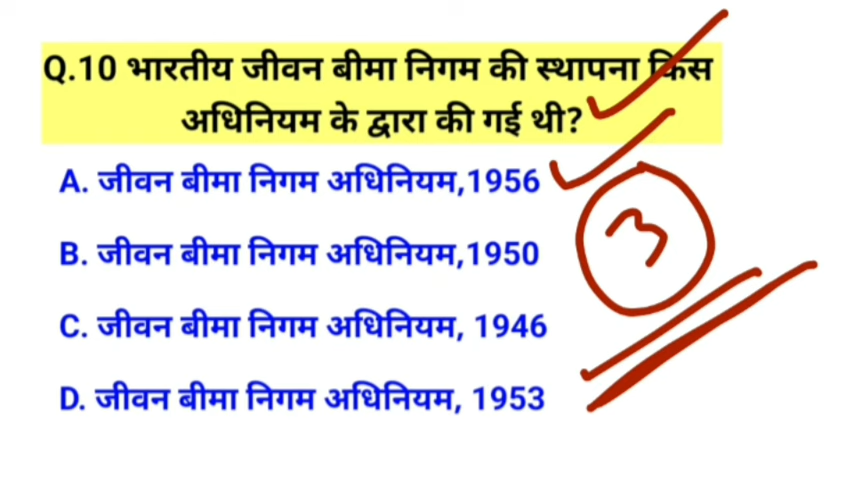 Q.10 भारतीय जीवन बीमा निगम की स्थापना किस
अधिनियम के द्वारा की गई थी?
A. जीवन बीमा निगम अधिनियम,1956
B. जीवन बीमा निगम अधिनियम,1950
3
C. जीवन बीमा निगम अधिनियम, 1946
D. जीवन बीमा निगम अधिनियम, 1953